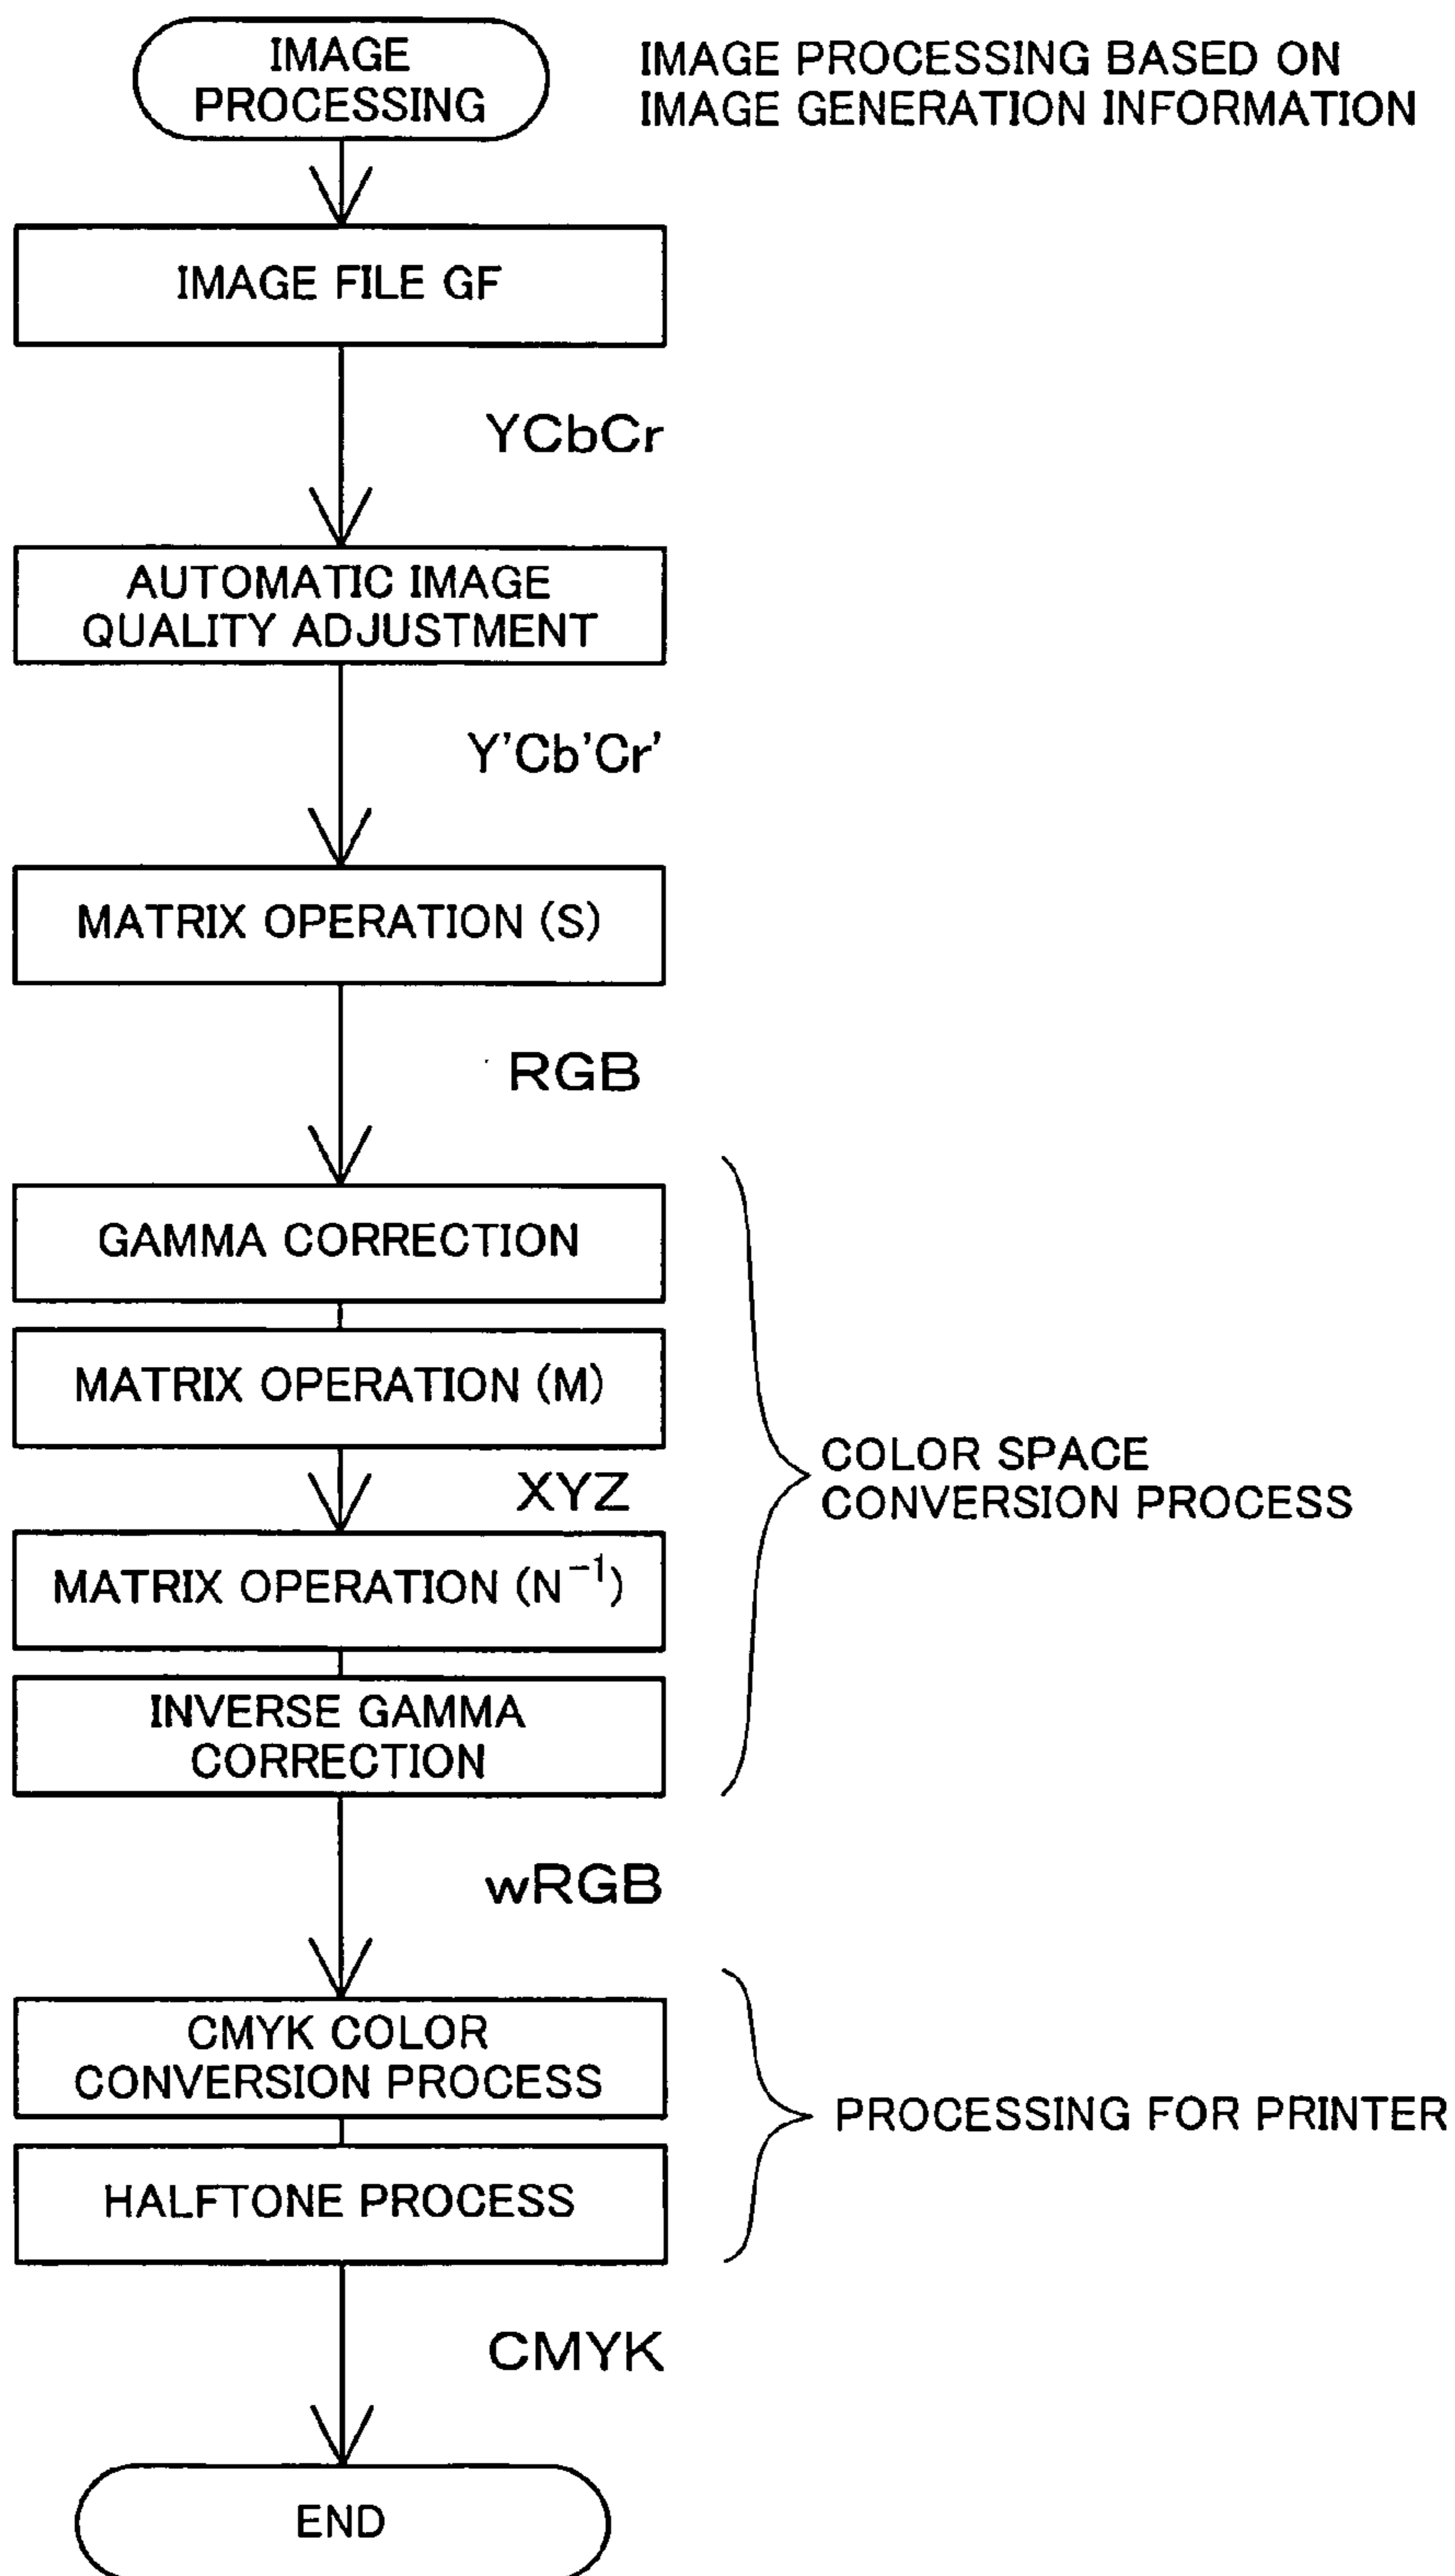 IMAGE
PROCESSING
IMAGE PROCESSING BASED ON
IMAGE GENERATION INFORMATION
IMAGE FILE GF
YCbCr
AUTOMATIC IMAGE
QUALITY ADJUSTMENT
Y'Cb'Cr'
MATRIX OPERATION (S)
RGB
GAMMA CORRECTION
MATRIX OPERATION (M)
XYZ
MATRIX OPERATION (N⁻¹)
INVERSE GAMMA
CORRECTION
COLOR SPACE
CONVERSION PROCESS
wRGB
CMYK COLOR
CONVERSION PROCESS
HALFTONE PROCESS
PROCESSING FOR PRINTER
CMYK
END